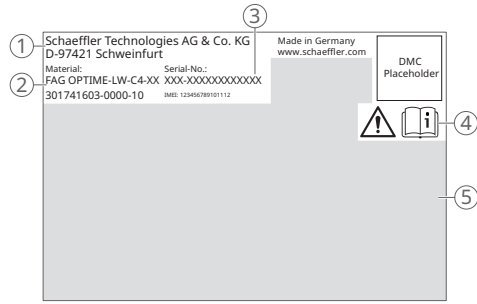 3
1
Schaeffler Technologies AG & Co. KG
D-97421 Schweinfurt
Made in Germany
www.schaeffler.com
DMC
Placeholder
Material:
Serial-No.:
2
FAG OPTIME-LW-C4-XX
XXX-XXXXXXXXXXXX
301741603-0000-10
IMEI: 123456789101112
i
4
5